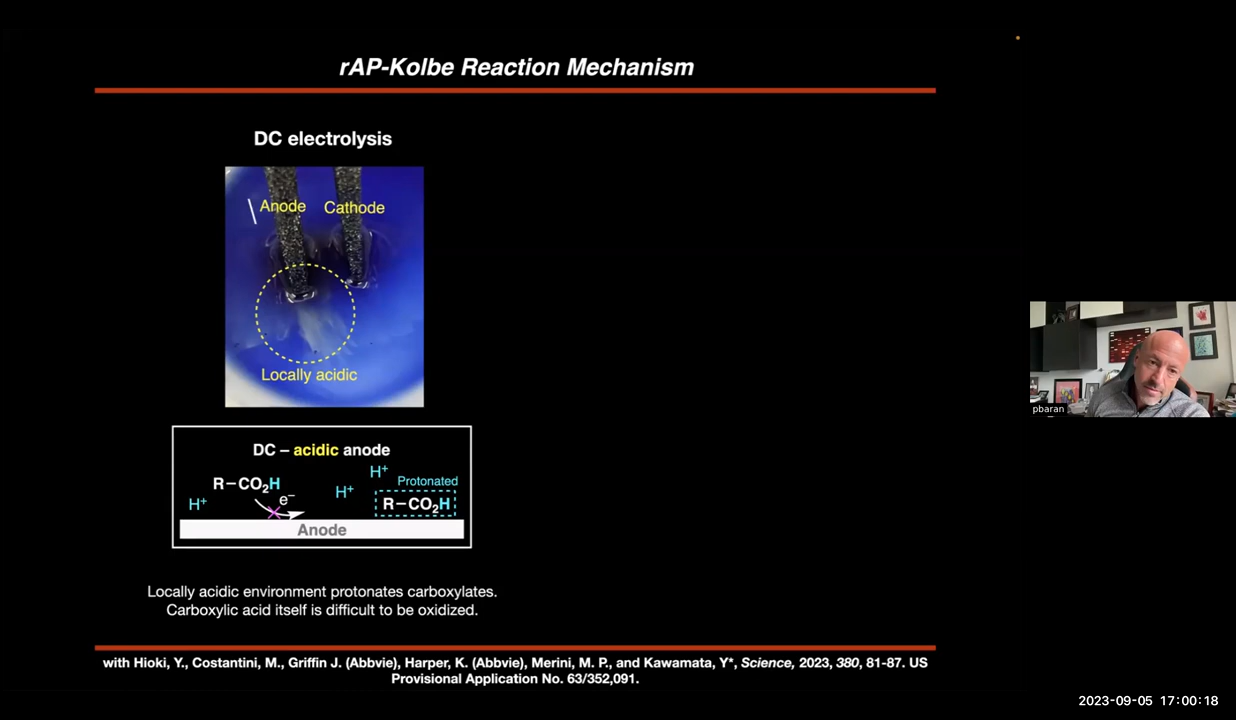 rAP-Kolbe Reaction Mechanism
DC electrolysis
Anode Cathode
Locally acidic
DC – acidic anode
H⁺
R–CO₂H
Protonated
e⁻
H⁺
H⁺
R–CO₂H
Anode
Locally acidic environment protonates carboxylates.
Carboxylic acid itself is difficult to be oxidized.
with Hioki, Y., Costantini, M., Griffin J. (Abbvie), Harper, K. (Abbvie), Merini, M. P., and Kawamata, Y*, Science, 2023, 380, 81-87. US
Provisional Application No. 63/352,091.
pbaran
2023-09-05 17:00:18